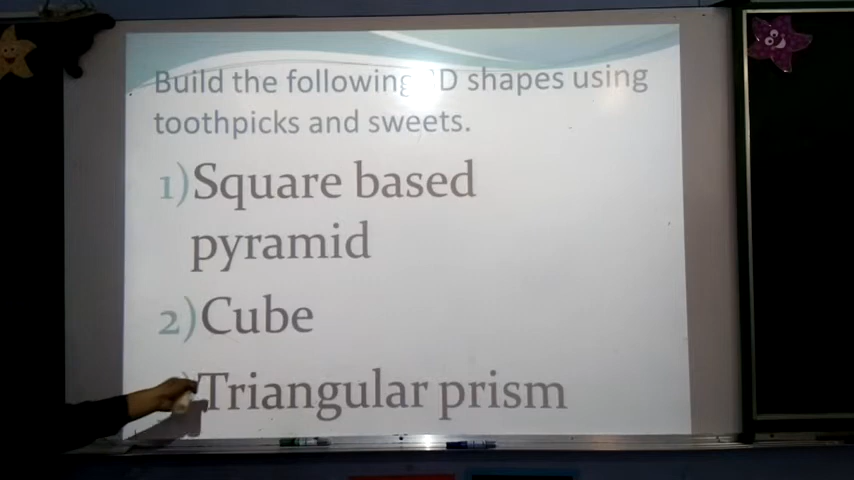 Build the following D shapes using
toothpicks and sweets.
1)Square based
pyramid
2)Cube
)Triangular prism